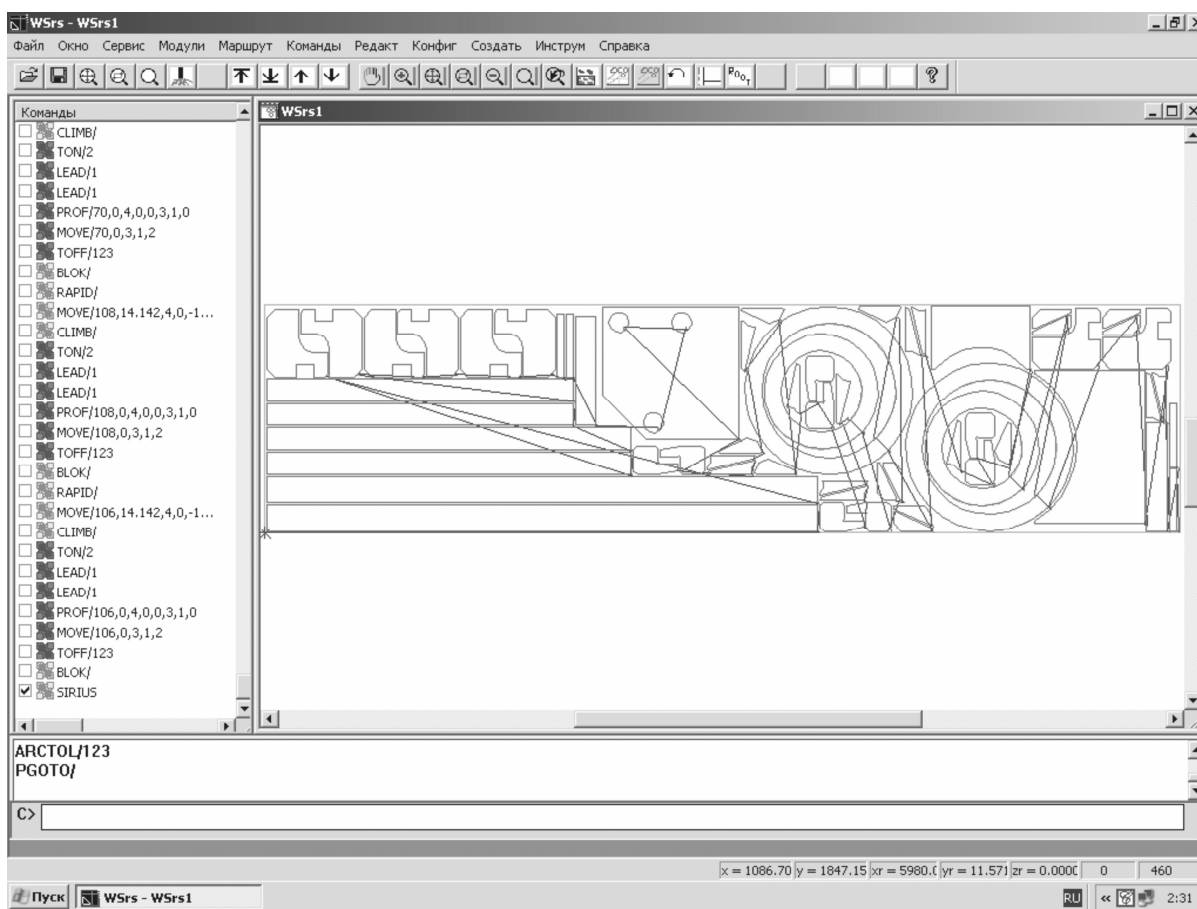 WSrs - WSrs1
Файл Окно Сервис Модули Маршрут Команды Редакт Конфиг Создать Инструм Справка
Команды
WSrs1
CLIMB/
TON/2
LEAD/1
LEAD/1
PROF/70,0,4,0,0,3,1,0
MOVE/70,0,3,1,2
TOFF/123
BLOK/
RAPID/
MOVE/108,14.142,4,0,-1...
CLIMB/
TON/2
LEAD/1
LEAD/1
PROF/108,0,4,0,0,3,1,0
MOVE/108,0,3,1,2
TOFF/123
BLOK/
RAPID/
MOVE/106,14.142,4,0,-1...
CLIMB/
TON/2
LEAD/1
LEAD/1
PROF/106,0,4,0,0,3,1,0
MOVE/106,0,3,1,2
TOFF/123
BLOK/
SIRIUS
ARCTOL/123
PGOTO/
C>
x = 1086.70 y = 1847.15 xr = 5980.( yr = 11.571 zr = 0.000( 0 460
Пуск WSrs - WSrs1 RU « 2:31